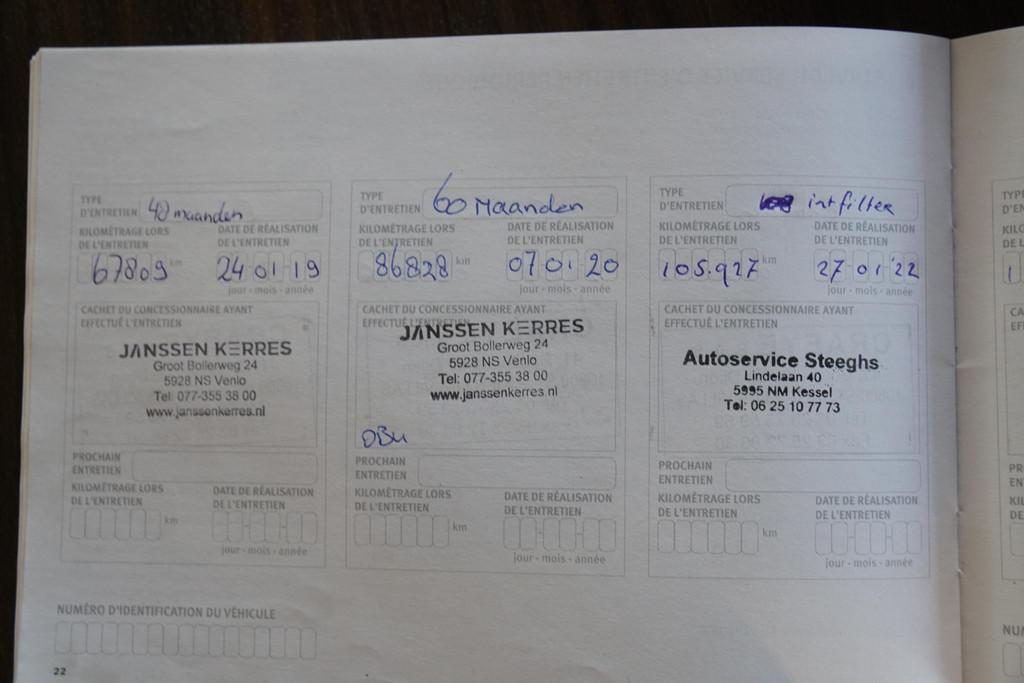 TYPE
D'ENTRETIEN 48 maanden
KILOMÉTRAGE LORS
DE L'ENTRETIEN
DATE DE RÉALISATION
DE L'ENTRETIEN
67809 km
24 01 19
jour - mois - année
CACHET DU CONCESSIONNAIRE AYANT
EFFECTUÉ L'ENTRETIEN
JANSSEN KERRES
Groot Bollerweg 24
5928 NS Venlo
Tel: 077-355 38 00
www.janssenkerres.nl
PROCHAIN
ENTRETIEN
KILOMÉTRAGE LORS
DE L'ENTRETIEN
DATE DE RÉALISATION
DE L'ENTRETIEN
km
jour - mois - année
TYPE
D'ENTRETIEN 60 Maanden
KILOMÉTRAGE LORS
DE L'ENTRETIEN
DATE DE RÉALISATION
DE L'ENTRETIEN
86828 km
07 01 20
jour - mois - année
CACHET DU CONCESSIONNAIRE AYANT
EFFECTUÉ L'ENTRETIEN
JANSSEN KERRES
Groot Bollerweg 24
5928 NS Venlo
Tel: 077-355 38 00
www.janssenkerres.nl
PROCHAIN
ENTRETIEN
KILOMÉTRAGE LORS
DE L'ENTRETIEN
DATE DE RÉALISATION
DE L'ENTRETIEN
km
jour - mois - année
TYPE
D'ENTRETIEN intfilter
KILOMÉTRAGE LORS
DE L'ENTRETIEN
DATE DE RÉALISATION
DE L'ENTRETIEN
105.927 km
27 01 '22
jour - mois - année
CACHET DU CONCESSIONNAIRE AYANT
EFFECTUÉ L'ENTRETIEN
Autoservice Steeghs
Lindelaan 40
5995 NM Kessel
Tel: 06 25 10 77 73
PROCHAIN
ENTRETIEN
KILOMÉTRAGE LORS
DE L'ENTRETIEN
DATE DE RÉALISATION
DE L'ENTRETIEN
km
jour - mois - année
NUMÉRO D'IDENTIFICATION DU VÉHICULE
22